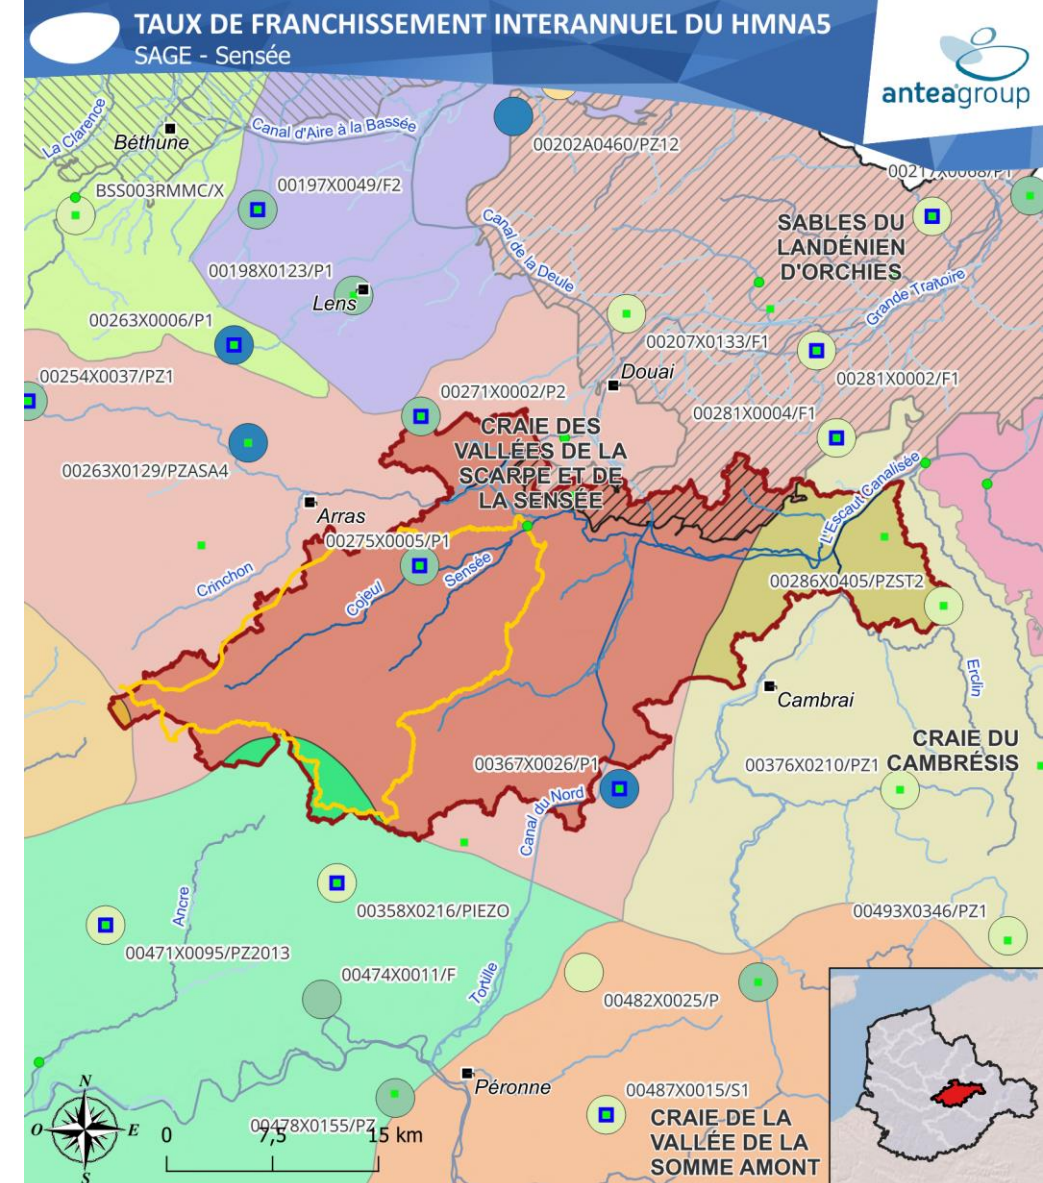 TAUX DE FRANCHISSEMENT INTERANNUEL DU HMNA5
SAGE - Sensée
anteagroup
La Clarence
Béthune
Canal d'Aire à la Bassée
00202A0460/PZ12
00217X0068/P1
BSS003RMMC/X
00197X0049/F2
Canal de la Deule
SABLES DU
LANDÉNIEN
D'ORCHIES
00198X0123/P1
Lens
Grande Traitoire
00263X0006/P1
00207X0133/F1
00254X0037/PZ1
Douai
00281X0002/F1
00271X0002/P2
00281X0004/F1
CRAIE DES
VALLÉES DE LA
SCARPE ET DE
LA SENSÉE
00263X0129/PZASA4
L'Escaut Canalisée
Arras
00275X0005/P1
Crinchon
Cojeul
Sensée
00286X0405/PZST2
Erclin
Cambrai
CRAIE DU
CAMBRÉSIS
00367X0026/P1
00376X0210/PZ1
Canal du Nord
Ancre
00358X0216/PIEZO
00493X0346/PZ1
00471X0095/PZ2013
00474X0011/F
Tortille
00482X0025/P
Péronne
00487X0015/S1
CRAIE DE LA
VALLÉE DE LA
SOMME AMONT
00478X0155/PZ
N
O
E
S
0
7,5
15 km